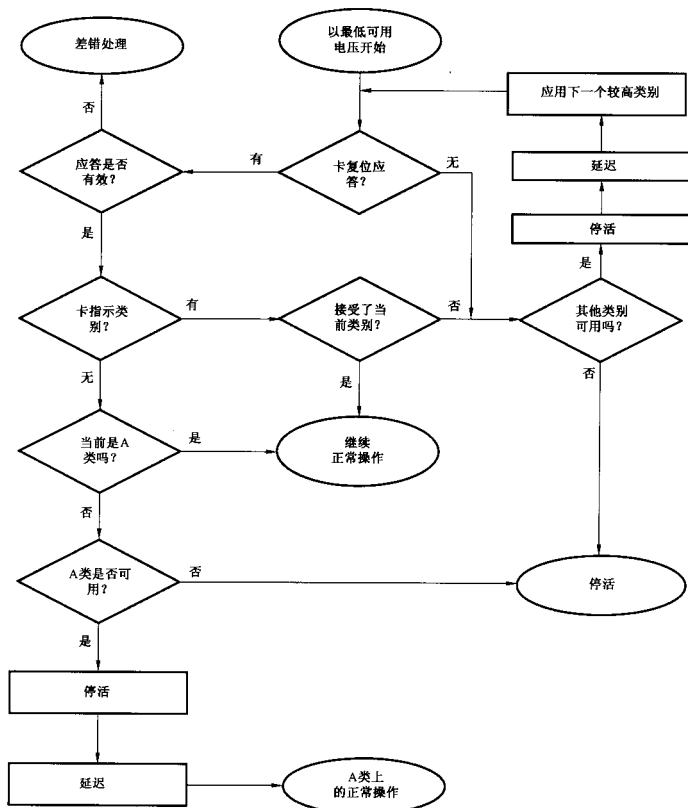 差错处理
以最低可用
电压开始
应用下一个较高类别
否
应答是否
有效？
有
卡复位应
答？
无
延迟
停活
是
是
卡指示类
别？
有
接受了当
前类别？
否
其他类别
可用吗？
无
是
否
当前是A
类吗？
是
继续
正常操作
否
A类是否可
用？
否
停活
是
停活
延迟
A类上
的正常操作